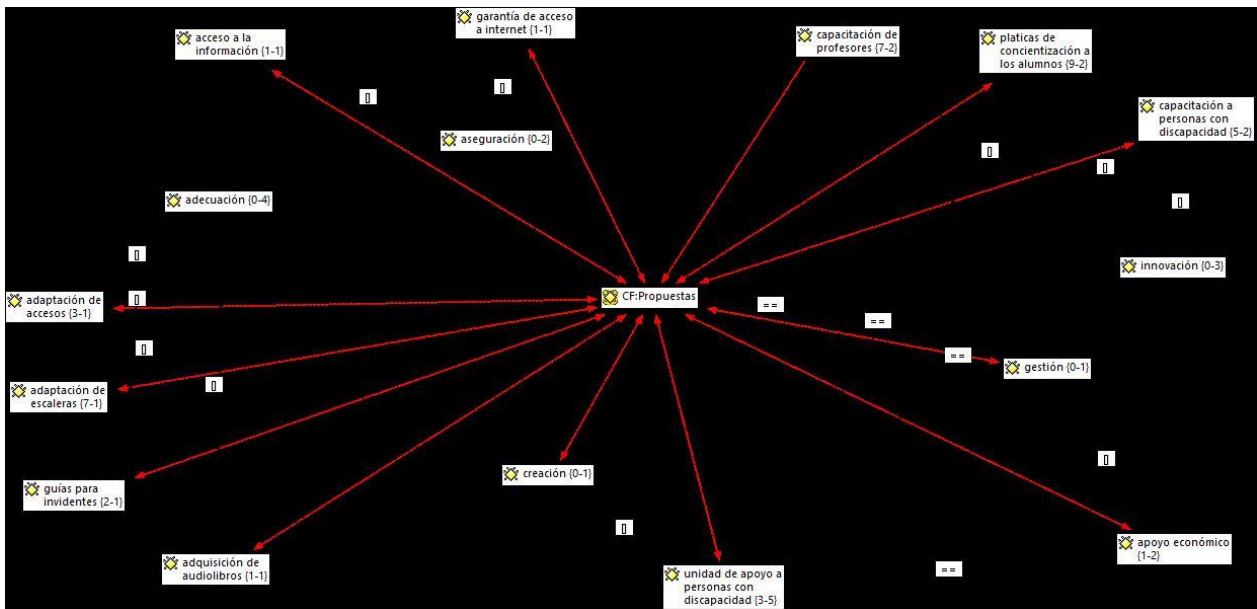 garantía de acceso
a internet {1-1}
acceso a la
información {1-1}
capacitación de
profesores {7-2}
platicas de
concientización a
los alumnos {9-2}
capacitación a
personas con
discapacidad {5-2}
[]
[]
aseguración {0-2}
[]
[]
adecuación {0-4}
[]
[]
innovación {0-3}
adaptación de
accesos {3-1}
[]
CF:Propuestas
==
==
[]
==
gestión {0-1}
adaptación de
escaleras {7-1}
[]
[]
creación {0-1}
guías para
invidentes {2-1}
[]
apoyo económico
{1-2}
adquisición de
audiolibros {1-1}
==
unidad de apoyo a
personas con
discapacidad {3-5}